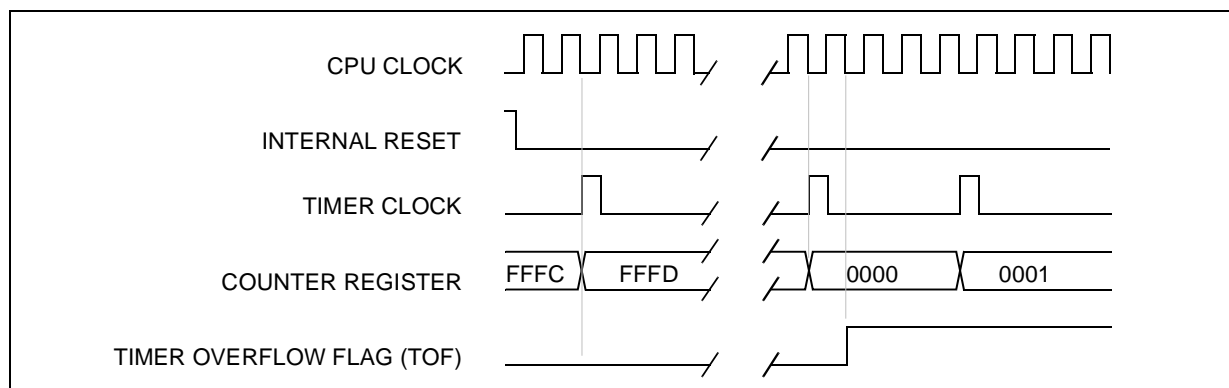 CPU CLOCK
INTERNAL RESET
TIMER CLOCK
COUNTER REGISTER FFFC FFFD 0000 0001
TIMER OVERFLOW FLAG (TOF)